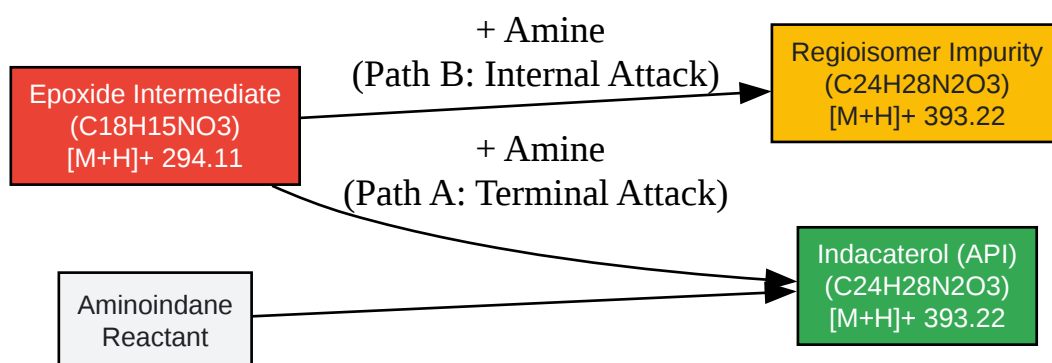 Epoxide Intermediate
(C18H15NO3)
[M+H]+ 294.11
+ Amine
(Path B: Internal Attack)
Regioisomer Impurity
(C24H28N2O3)
[M+H]+ 393.22
+ Amine
(Path A: Terminal Attack)
Aminoindane
Reactant
Indacaterol (API)
(C24H28N2O3)
[M+H]+ 393.22